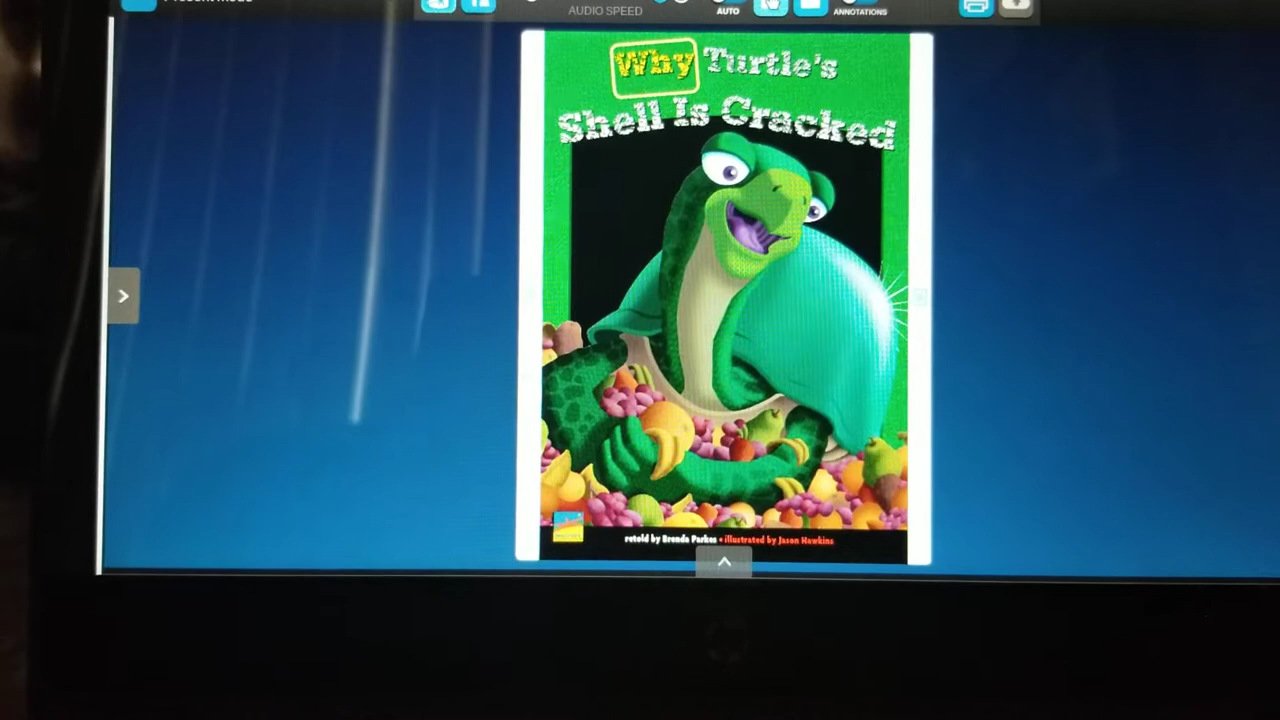 AUDIO SPEED
AUTO
ANNOTATIONS
Why Turtle's
Shell Is Cracked
retold by Brenda Parkes • illustrated by Jason Hawkins